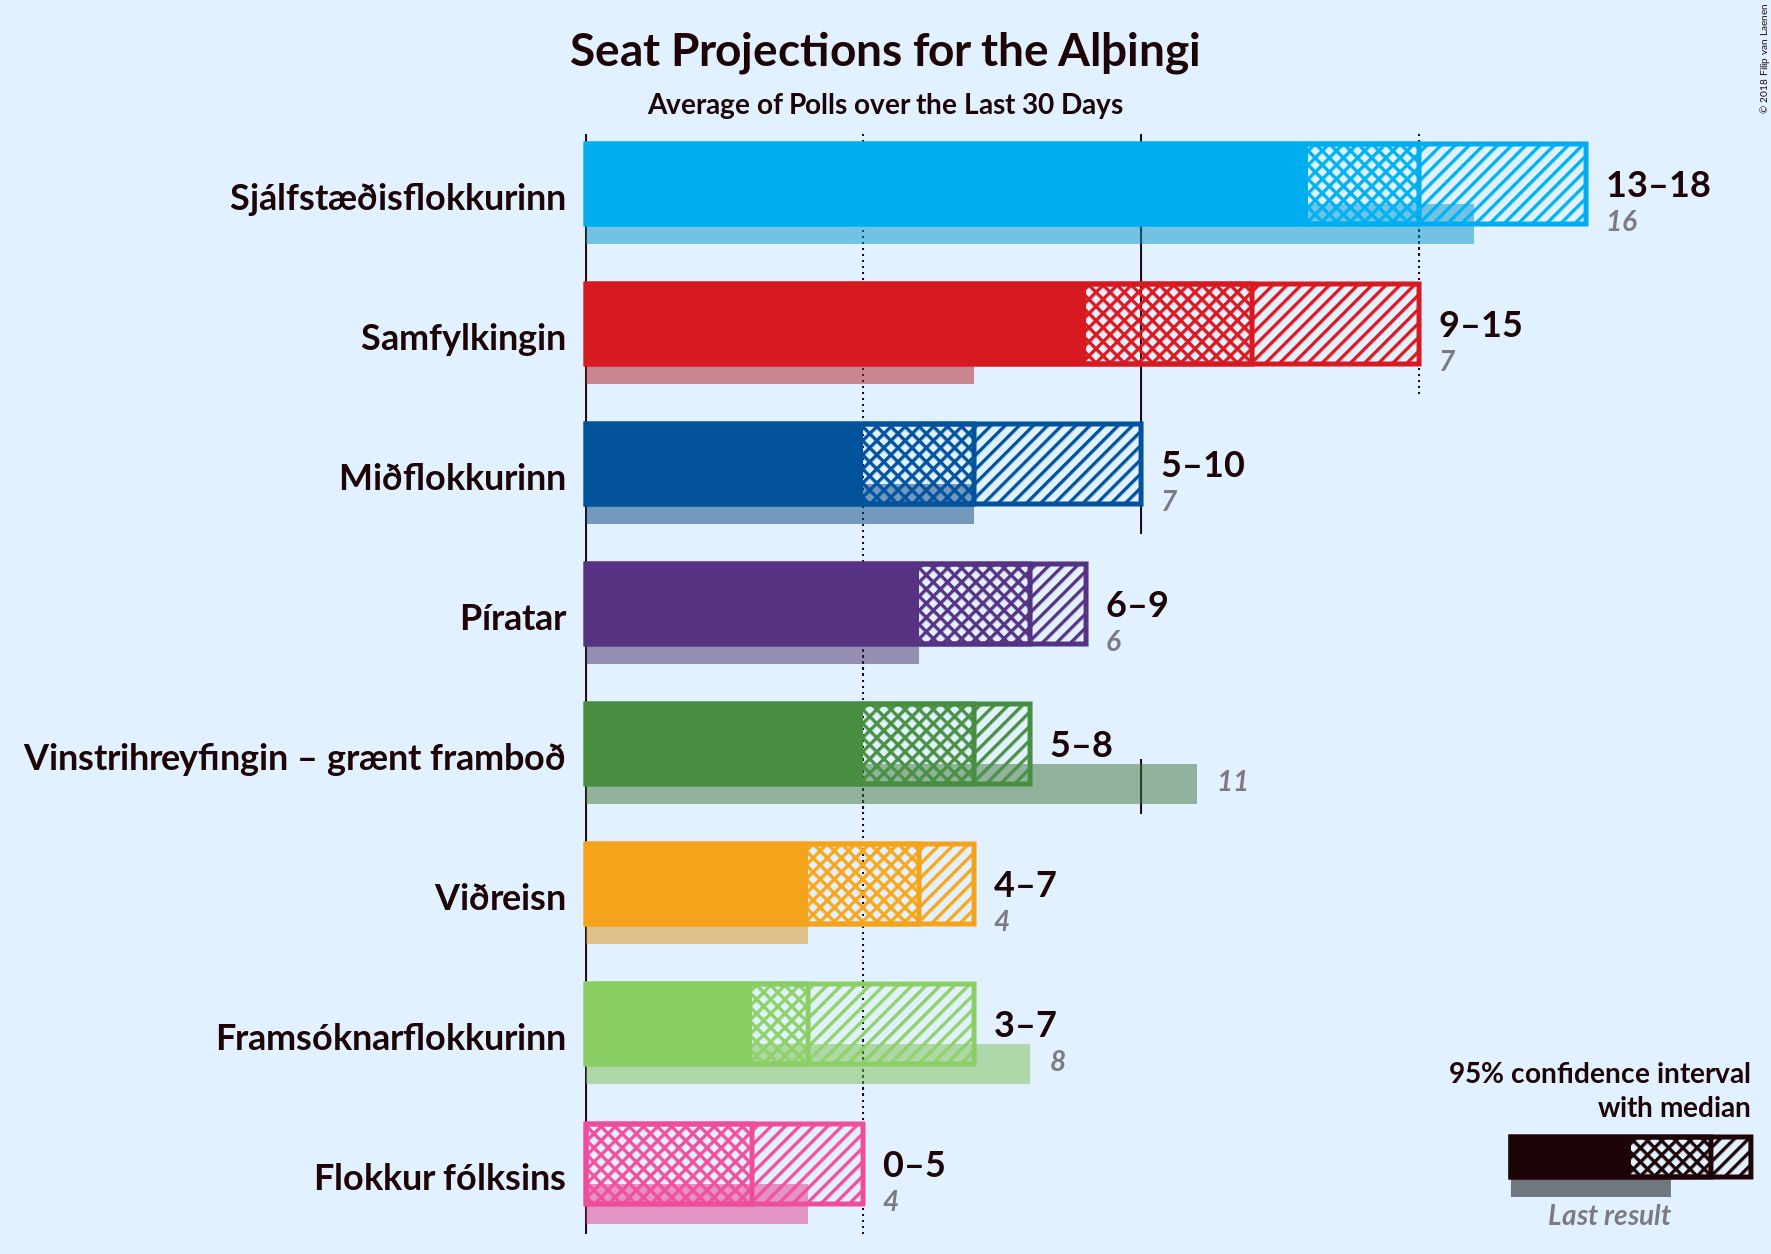 Seat Projections for the Alþingi
Average of Polls over the Last 30 Days
© 2018 Filip van Laenen
Sjálfstæðisflokkurinn
13–18
16
Samfylkingin
9–15
7
Miðflokkurinn
5–10
7
Píratar
6–9
6
Vinstrihreyfingin – grænt framboð
5–8
11
Viðreisn
4–7
4
Framsóknarflokkurinn
3–7
8
Flokkur fólksins
0–5
4
95% confidence interval
with median
Last result